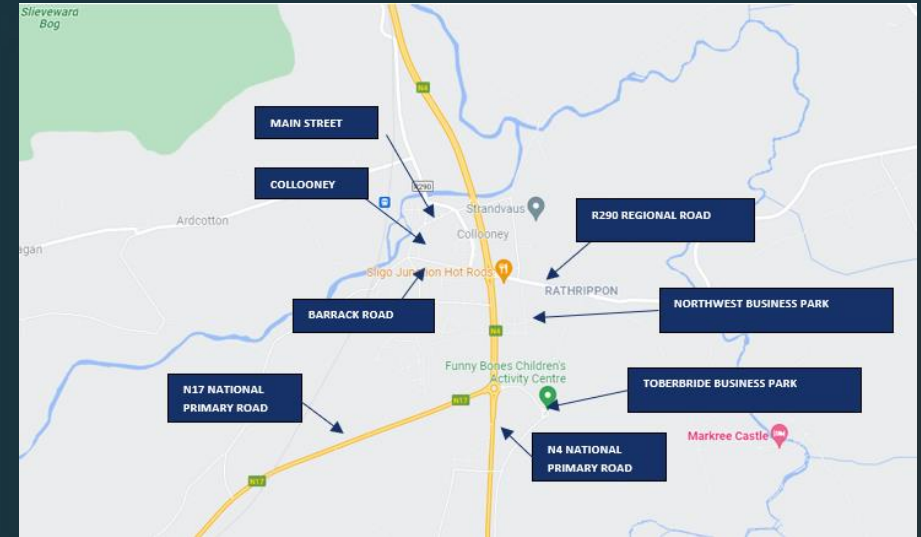 Slieveward
Bog
N4
MAIN STREET
COLLOONEY
R290
Strandvaus
Ardcotton
R290 REGIONAL ROAD
Collooney
agan
Sligo Junction Hot Rods
RATHRIPPON
BARRACK ROAD
NORTHWEST BUSINESS PARK
N4
Funny Bones Children's
Activity Centre
N17 NATIONAL
PRIMARY ROAD
N17
TOBERBRIDE BUSINESS PARK
Markree Castle
N4 NATIONAL
PRIMARY ROAD
N17